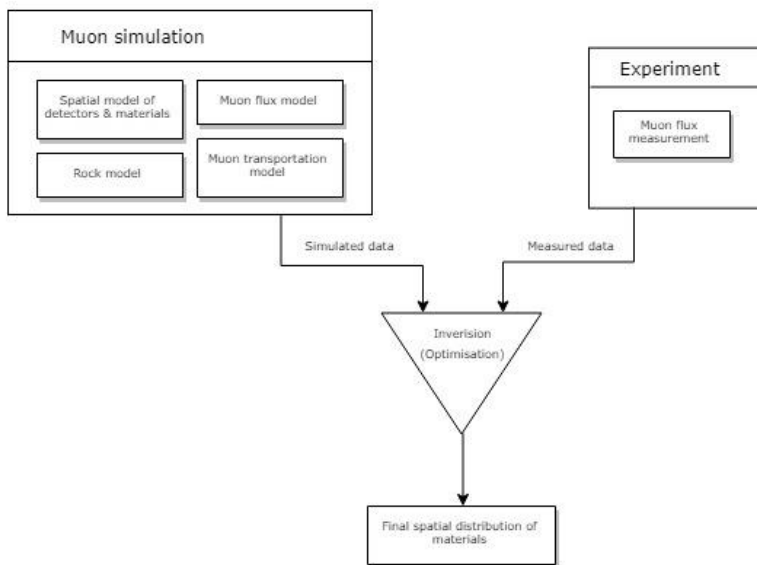 Muon simulation
Spatial model of
detectors & materials
Muon flux model
Rock model
Muon transportation
model
Experiment
Muon flux
measurement
Simulated data
Measured data
Inverision
(Optimisation)
Final spatial distribution of
materials